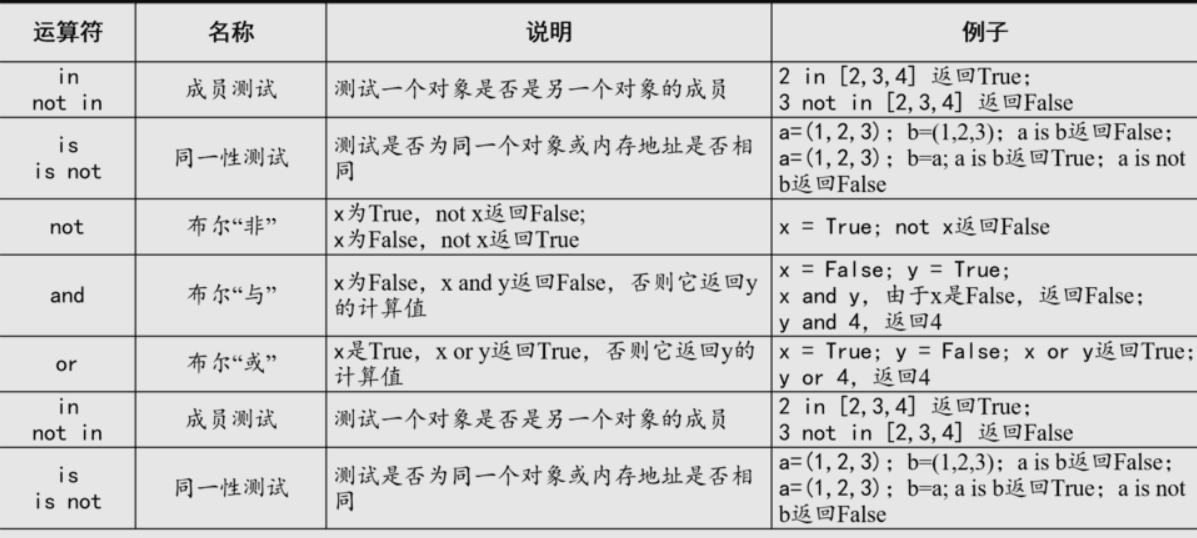 运算符 名称 说明 例子
in
not in
成员测试
测试一个对象是否是另一个对象的成员
2 in [2,3,4] 返回True；
3 not in [2,3,4] 返回False
is
is not
同一性测试
测试是否为同一个对象或内存地址是否相
同
a=(1,2,3)；b=(1,2,3)；a is b返回False；
a=(1,2,3)；b=a; a is b返回True；a is not
b返回False
not
布尔“非”
x为True，not x返回False;
x为False，not x返回True
x = True；not x返回False
and
布尔“与”
x为False，x and y返回False，否则它返回y
的计算值
x = False；y = True；
x and y，由于x是False，返回False；
y and 4，返回4
or
布尔“或”
x是True，x or y返回True，否则它返回y的
计算值
x = True；y = False；x or y返回True；
y or 4，返回4
in
not in
成员测试
测试一个对象是否是另一个对象的成员
2 in [2,3,4] 返回True；
3 not in [2,3,4] 返回False
is
is not
同一性测试
测试是否为同一个对象或内存地址是否相
同
a=(1,2,3)；b=(1,2,3)；a is b返回False；
a=(1,2,3)；b=a; a is b返回True；a is not
b返回False